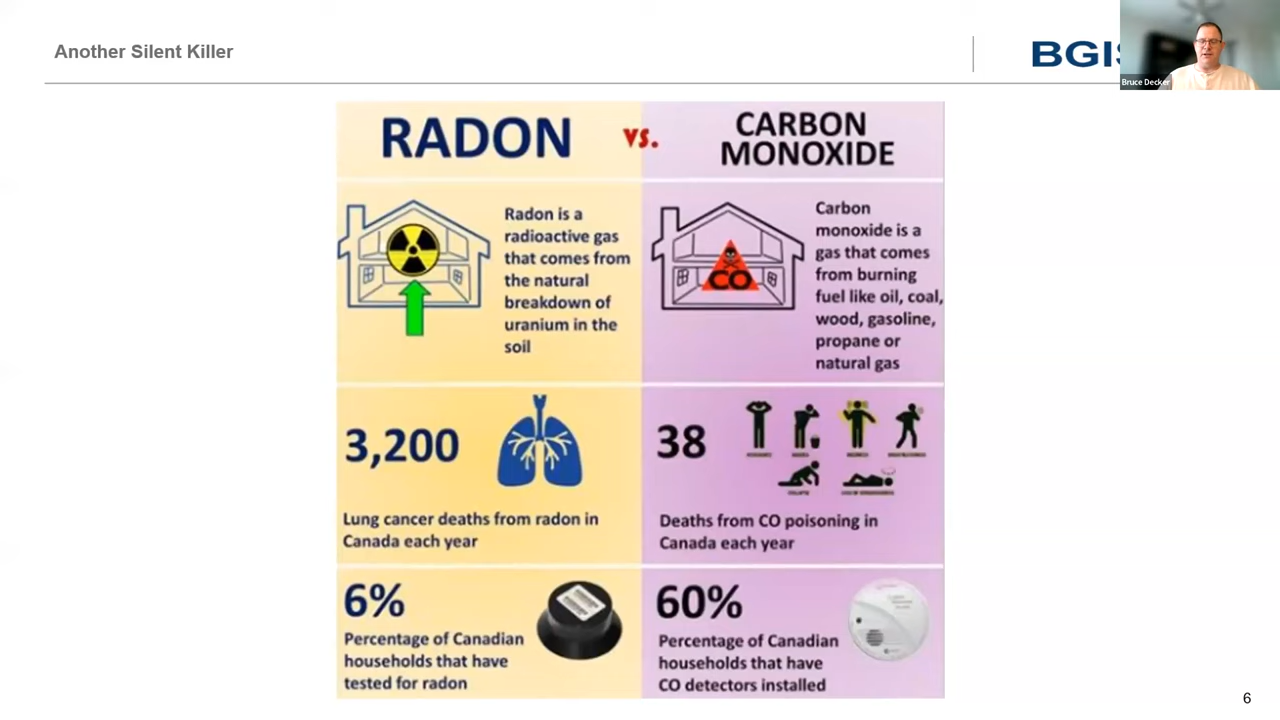 Another Silent Killer
BGIS
Bruce Decker
RADON
vs.
CARBON
MONOXIDE
Radon is a
radioactive gas
that comes from
the natural
breakdown of
uranium in the
soil
Carbon
monoxide is a
gas that comes
from burning
fuel like oil, coal,
wood, gasoline,
propane or
natural gas
CO
3,200
Lung cancer deaths from radon in
Canada each year
38
Deaths from CO poisoning in
Canada each year
6%
Percentage of Canadian
households that have
tested for radon
60%
Percentage of Canadian
households that have
CO detectors installed
6